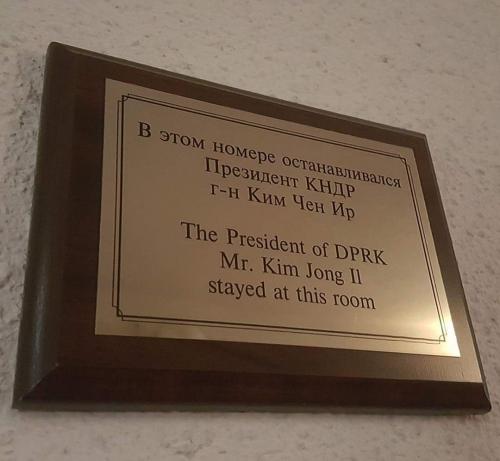 В этом номере останавливался
Президент КНДР
г-н Ким Чен Ир
The President of DPRK
Mr. Kim Jong Il
stayed at this room